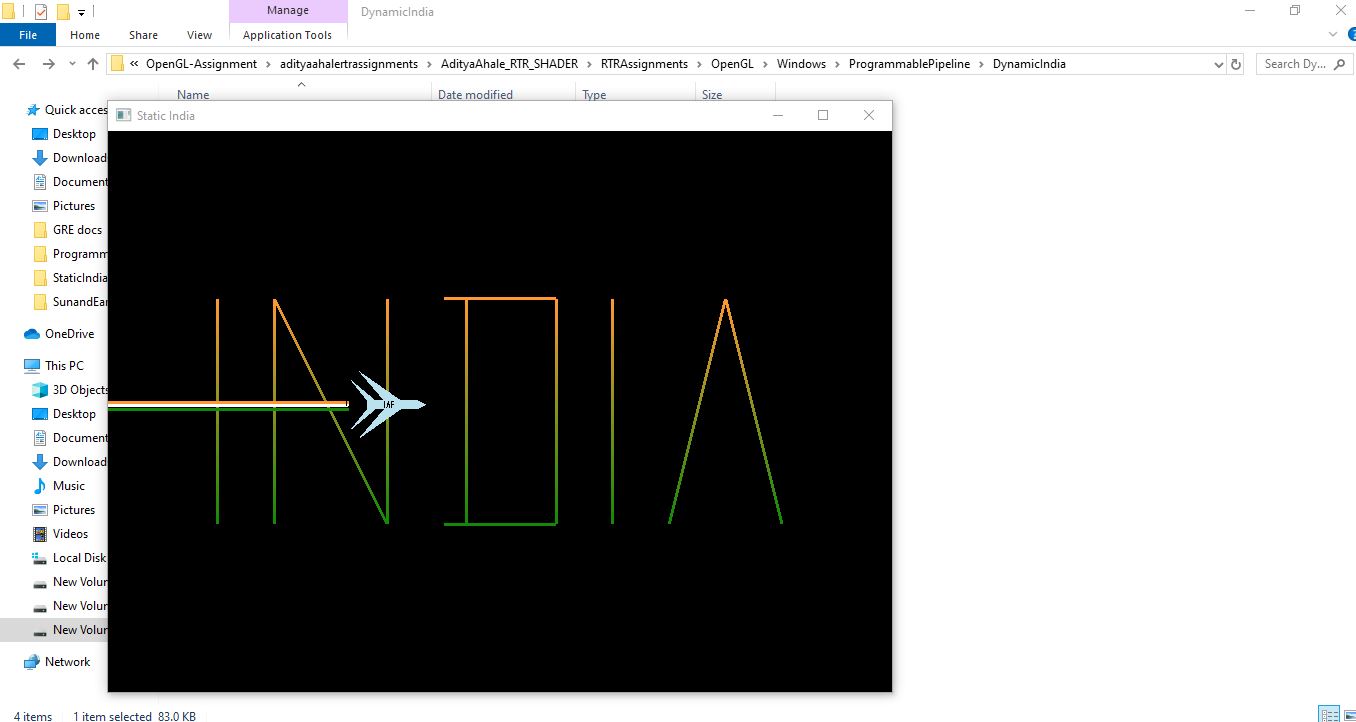 Manage
DynamicIndia
File Home Share View Application Tools
« OpenGL-Assignment > adityaahalertrassignments > AdityaAhale_RTR_SHADER > RTRAssignments > OpenGL > Windows > ProgrammablePipeline > DynamicIndia
Search Dy...
Name Date modified Type Size
Static India
Quick acces
Desktop
Download
Document
Pictures
GRE docs
Programm
StaticIndia
SunandEar
OneDrive
This PC
3D Objects
Desktop
Document
Download
Music
Pictures
Videos
Local Disk
New Volur
New Volur
New Volur
Network
INDIA
IAF
4 items 1 item selected 83.0 KB